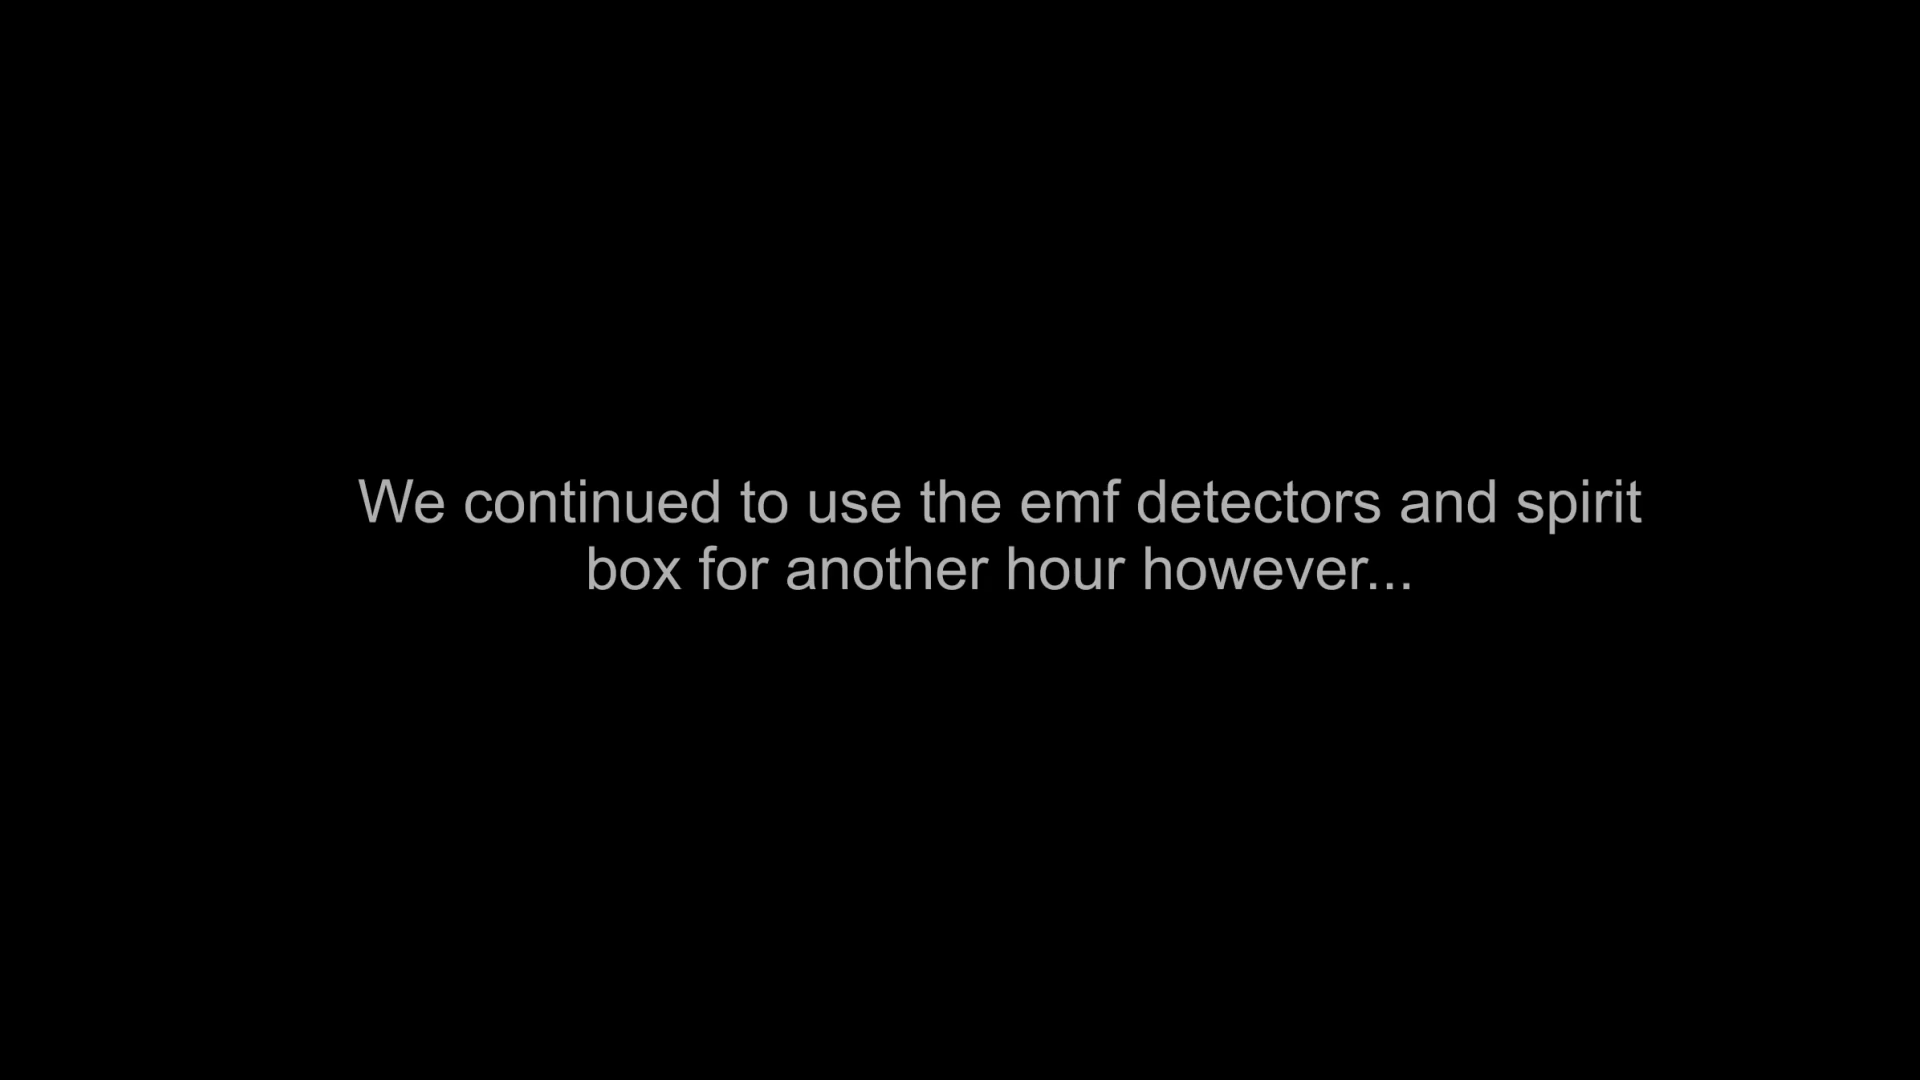 We continued to use the emf detectors and spirit
box for another hour however...